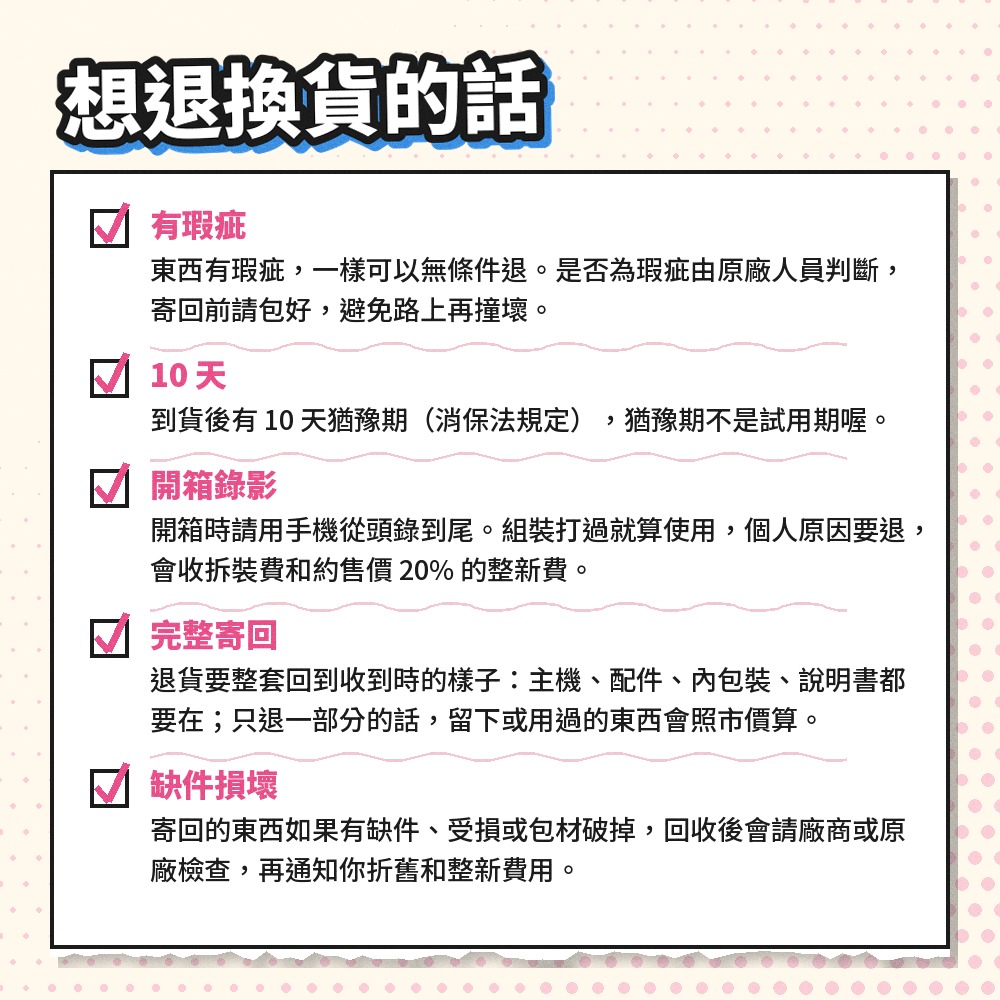 想退換貨的話
有瑕疵
東西有瑕疵，一樣可以無條件退。是否為瑕疵由原廠人員判斷，
寄回前請包好，避免路上再撞壞。
10 天
到貨後有 10 天猶豫期（消保法規定），猶豫期不是試用期喔。
開箱錄影
開箱時請用手機從頭錄到尾。組裝打過就算使用，個人原因要退，
會收拆裝費和約售價 20% 的整新費。
完整寄回
退貨要整套回到收到時的樣子：主機、配件、內包裝、說明書都
要在；只退一部分的話，留下或用過的東西會照市價算。
缺件損壞
寄回的東西如果有缺件、受損或包材破掉，回收後會請廠商或原
廠檢查，再通知你折舊和整新費用。